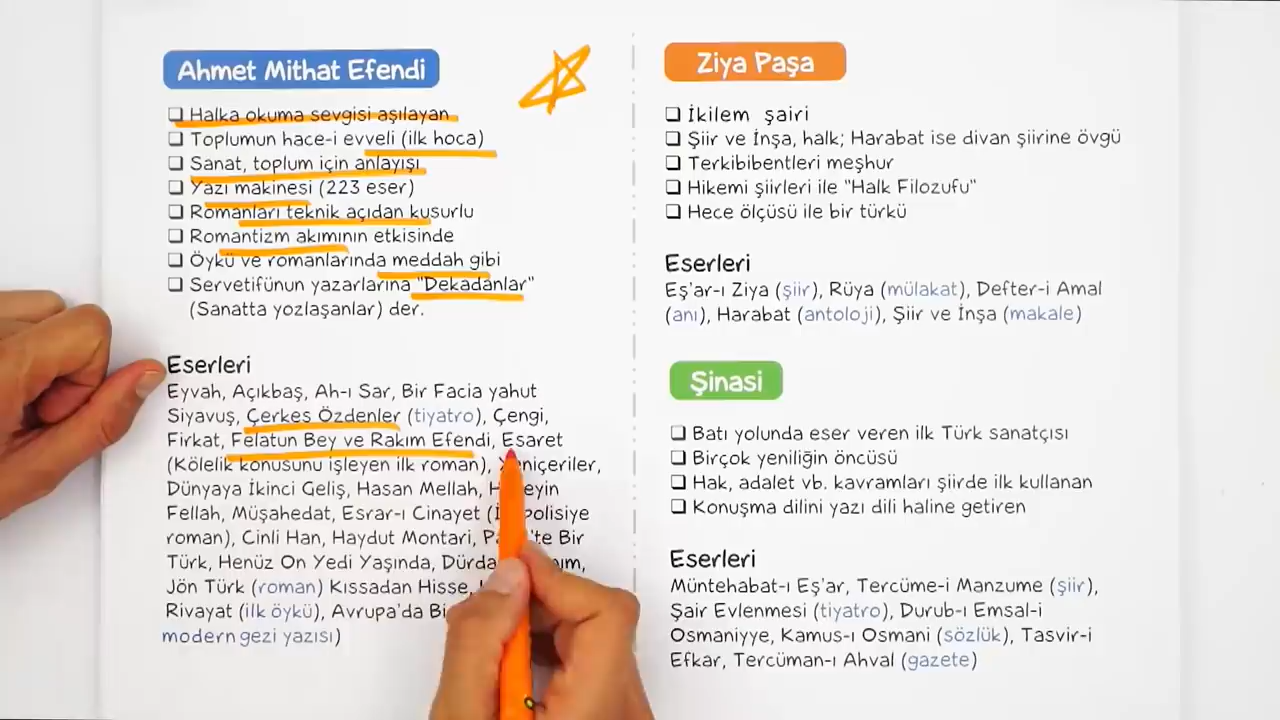 Ahmet Mithat Efendi
❑ Halka okuma sevgisi aşılayan
❑ Toplumun hace-i evveli (ilk hoca)
❑ Sanat, toplum için anlayışı
❑ Yazı makinesi (223 eser)
❑ Romanları teknik açıdan kusurlu
❑ Romantizm akımının etkisinde
❑ Öykü ve romanlarında meddah gibi
❑ Servetifünun yazarlarına "Dekadanlar"
(Sanatta yozlaşanlar) der.
Eserleri
Eyvah, Açıkbaş, Ah-ı Sar, Bir Facia yahut
Siyavuş, Çerkes Özdenler (tiyatro), Çengi,
Firkat, Felatun Bey ve Rakım Efendi, Esaret
(Kölelik konusunu işleyen ilk roman),
Dünyaya İkinci Geliş, Hasan Mellah,
Fellah, Müşahedat, Esrar-ı Cinayet
roman), Cinli Han, Haydut Montari, Bir
Türk, Henüz On Yedi Yaşında,
Jön Türk (roman) Kıssadan Hisse,
Rivayat (ilk öykü), Avrupa'da
modern gezi yazısı)
Ziya Paşa
❑ İkilem şairi
❑ Şiir ve İnşa, halk; Harabat ise divan şiirine övgü
❑ Terkibibentleri meşhur
❑ Hikemi şiirleri ile "Halk Filozufu"
❑ Hece ölçüsü ile bir türkü
Eserleri
Eş'ar-ı Ziya (şiir), Rüya (mülakat), Defter-i Amal
(anı), Harabat (antoloji), Şiir ve İnşa (makale)
Şinasi
❑ Batı yolunda eser veren ilk Türk sanatçısı
❑ Birçok yeniliğin öncüsü
❑ Hak, adalet vb. kavramları şiirde ilk kullanan
❑ Konuşma dilini yazı dili haline getiren
Eserleri
Müntehabat-ı Eş'ar, Tercüme-i Manzume (şiir),
Şair Evlenmesi (tiyatro), Durub-ı Emsal-i
Osmaniyye, Kamus-ı Osmani (sözlük), Tasvir-i
Efkar, Tercüman-ı Ahval (gazete)